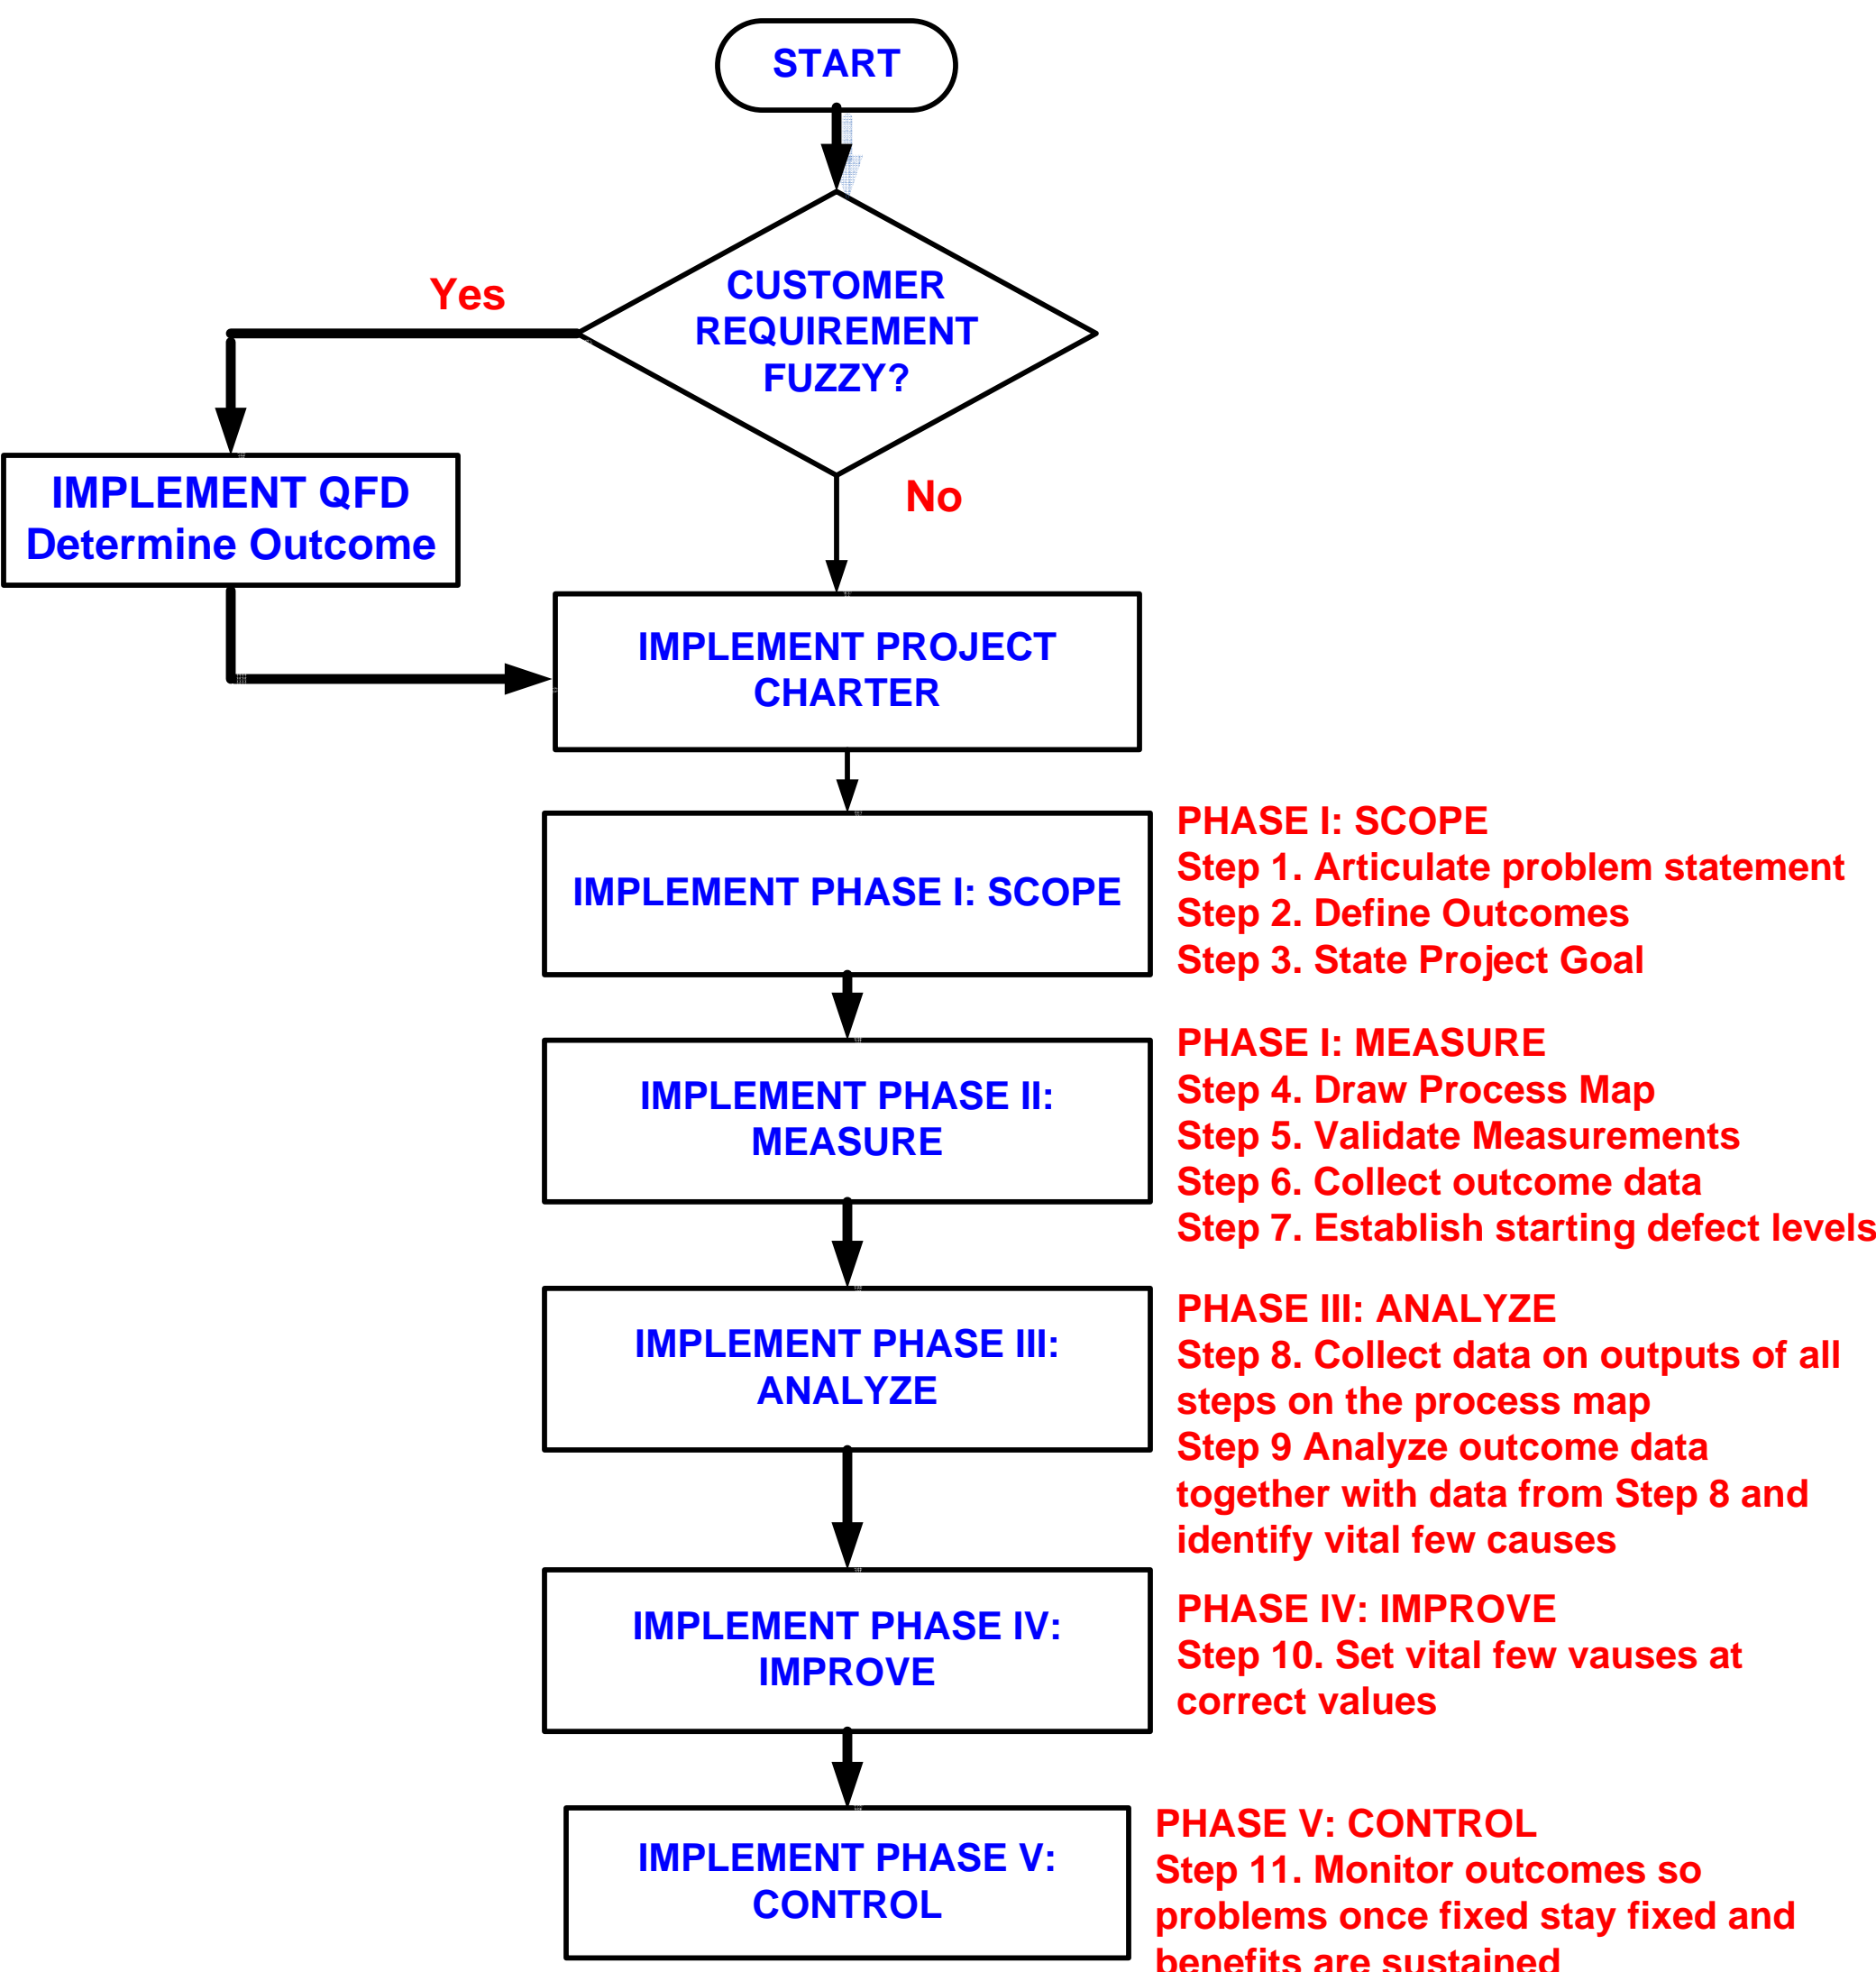 START
CUSTOMER
REQUIREMENT
FUZZY?
Yes
No
IMPLEMENT QFD
Determine Outcome
IMPLEMENT PROJECT
CHARTER
IMPLEMENT PHASE I: SCOPE
PHASE I: SCOPE
Step 1. Articulate problem statement
Step 2. Define Outcomes
Step 3. State Project Goal
IMPLEMENT PHASE II:
MEASURE
PHASE I: MEASURE
Step 4. Draw Process Map
Step 5. Validate Measurements
Step 6. Collect outcome data
Step 7. Establish starting defect levels
IMPLEMENT PHASE III:
ANALYZE
PHASE III: ANALYZE
Step 8. Collect data on outputs of all
steps on the process map
Step 9 Analyze outcome data
together with data from Step 8 and
identify vital few causes
IMPLEMENT PHASE IV:
IMPROVE
PHASE IV: IMPROVE
Step 10. Set vital few vauses at
correct values
IMPLEMENT PHASE V:
CONTROL
PHASE V: CONTROL
Step 11. Monitor outcomes so
problems once fixed stay fixed and
benefits are sustained